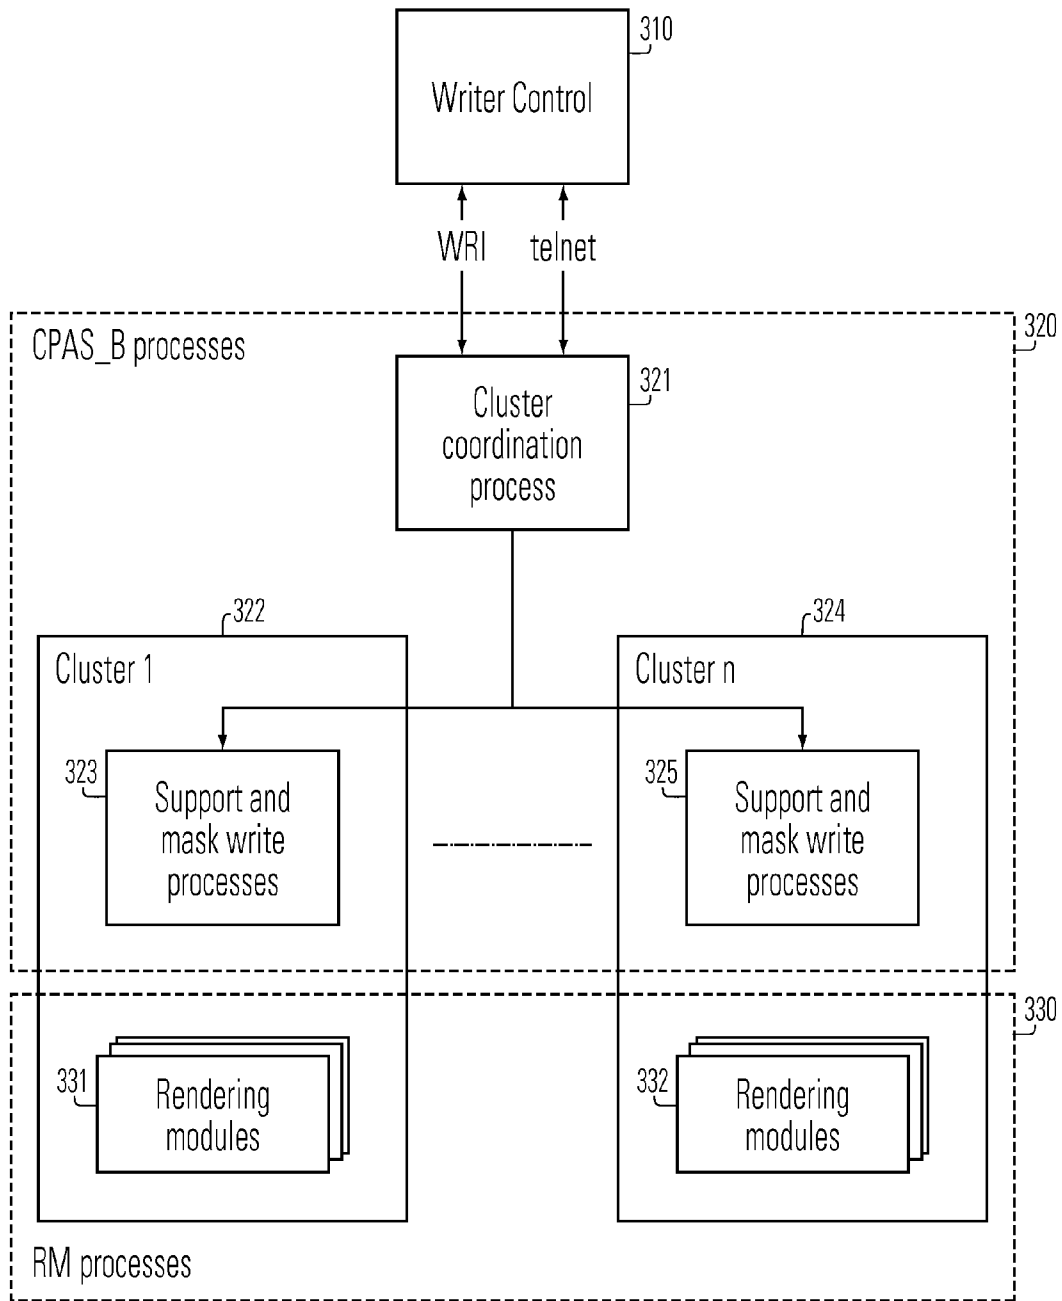 310
Writer Control
WRI
telnet
320
CPAS_B processes
321
Cluster
coordination
process
322
324
Cluster 1
Cluster n
323
Support and
mask write
processes
325
Support and
mask write
processes
330
331
Rendering
modules
332
Rendering
modules
RM processes